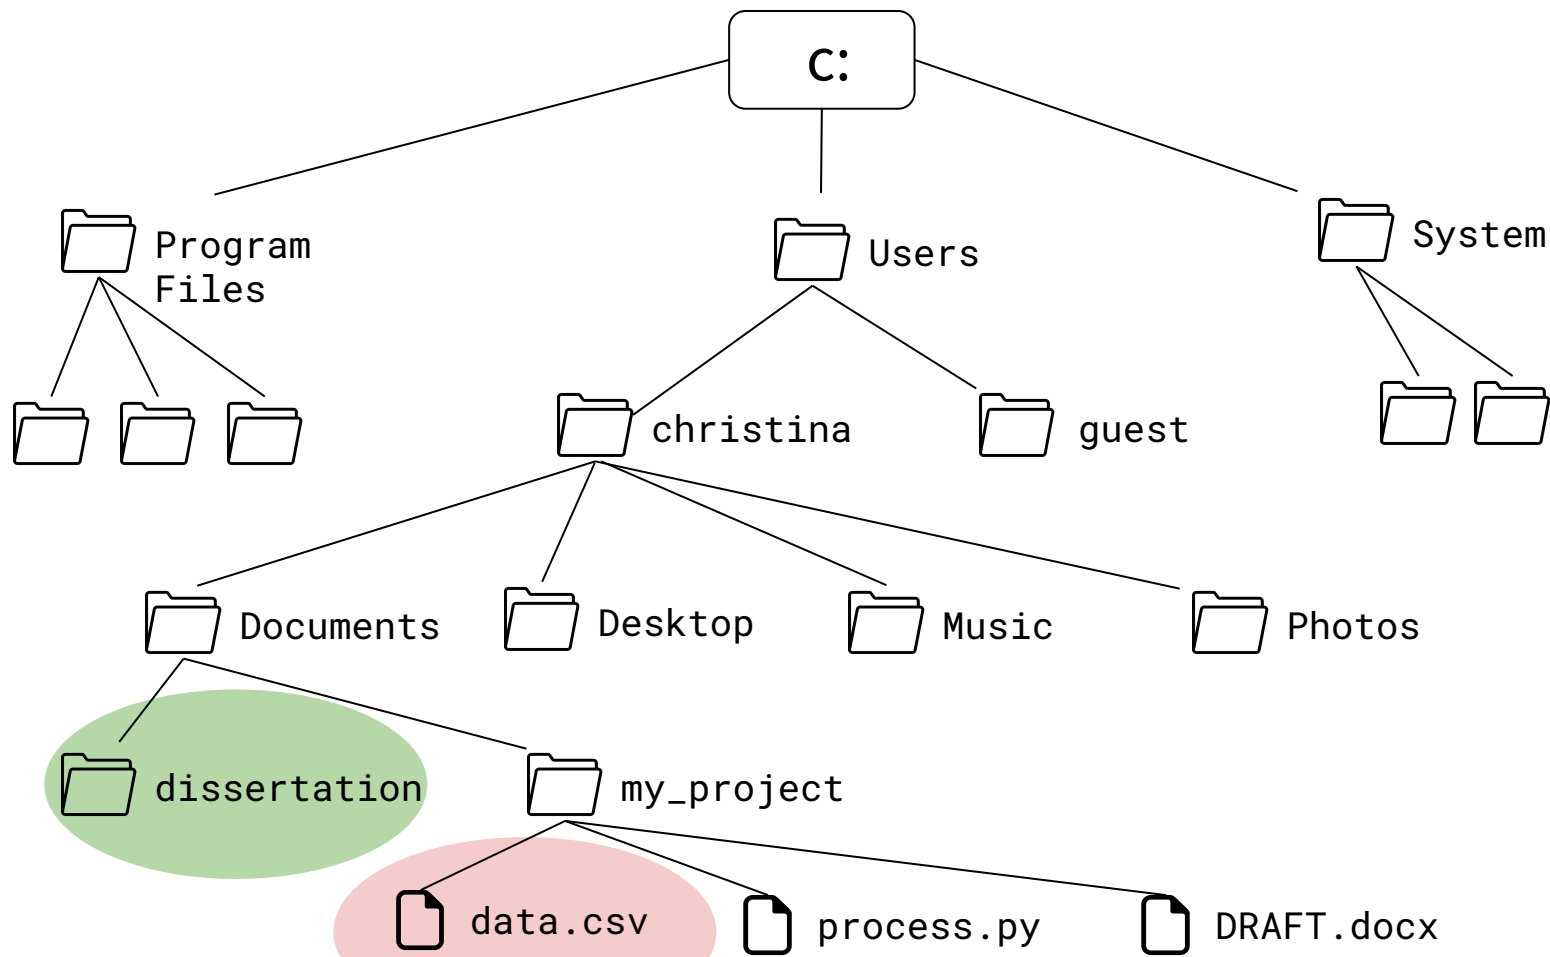 C:
Program
Files
Users
System
christina
guest
Documents
Desktop
Music
Photos
dissertation
my_project
data.csv
process.py
DRAFT.docx